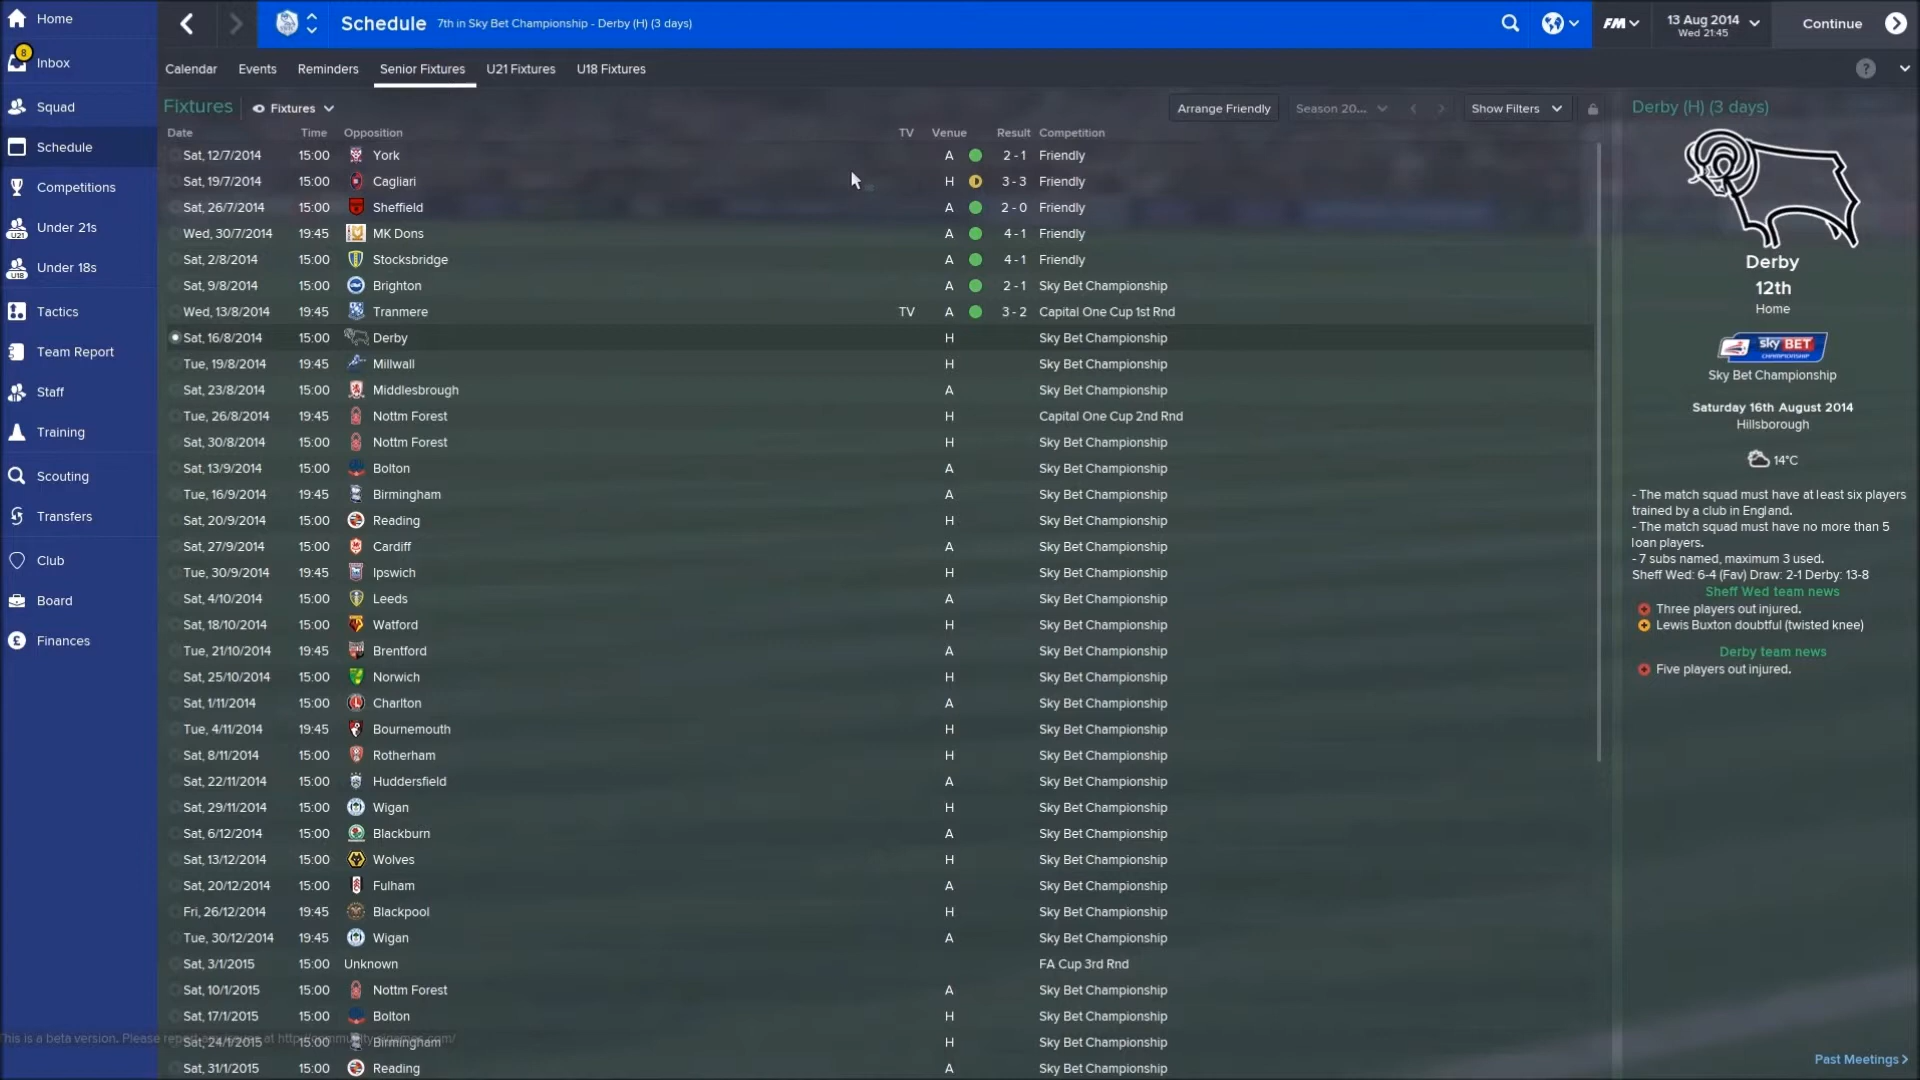 Home
8
Inbox
Squad
Schedule
Competitions
U21
Under 21s
U18
Under 18s
Tactics
Team Report
Staff
Training
Scouting
Transfers
Club
Board
Finances
Schedule 7th in Sky Bet Championship - Derby (H) (3 days)
FM
13 Aug 2014
Wed 21:45
Continue
Calendar Events Reminders Senior Fixtures U21 Fixtures U18 Fixtures
?
Fixtures Fixtures Arrange Friendly Season 20... Show Filters
Date Time Opposition TV Venue Result Competition
Sat, 12/7/2014 15:00 York A 2 - 1 Friendly
Sat, 19/7/2014 15:00 Cagliari H 3 - 3 Friendly
Sat, 26/7/2014 15:00 Sheffield A 2 - 0 Friendly
Wed, 30/7/2014 19:45 MK Dons A 4 - 1 Friendly
Sat, 2/8/2014 15:00 Stocksbridge A 4 - 1 Friendly
Sat, 9/8/2014 15:00 Brighton A 2 - 1 Sky Bet Championship
Wed, 13/8/2014 19:45 Tranmere TV A 3 - 2 Capital One Cup 1st Rnd
Sat, 16/8/2014 15:00 Derby H Sky Bet Championship
Tue, 19/8/2014 19:45 Millwall H Sky Bet Championship
Sat, 23/8/2014 15:00 Middlesbrough A Sky Bet Championship
Tue, 26/8/2014 19:45 Nottm Forest H Capital One Cup 2nd Rnd
Sat, 30/8/2014 15:00 Nottm Forest H Sky Bet Championship
Sat, 13/9/2014 15:00 Bolton A Sky Bet Championship
Tue, 16/9/2014 19:45 Birmingham A Sky Bet Championship
Sat, 20/9/2014 15:00 Reading H Sky Bet Championship
Sat, 27/9/2014 15:00 Cardiff A Sky Bet Championship
Tue, 30/9/2014 19:45 Ipswich H Sky Bet Championship
Sat, 4/10/2014 15:00 Leeds A Sky Bet Championship
Sat, 18/10/2014 15:00 Watford H Sky Bet Championship
Tue, 21/10/2014 19:45 Brentford A Sky Bet Championship
Sat, 25/10/2014 15:00 Norwich H Sky Bet Championship
Sat, 1/11/2014 15:00 Charlton A Sky Bet Championship
Tue, 4/11/2014 19:45 Bournemouth H Sky Bet Championship
Sat, 8/11/2014 15:00 Rotherham H Sky Bet Championship
Sat, 22/11/2014 15:00 Huddersfield A Sky Bet Championship
Sat, 29/11/2014 15:00 Wigan H Sky Bet Championship
Sat, 6/12/2014 15:00 Blackburn A Sky Bet Championship
Sat, 13/12/2014 15:00 Wolves H Sky Bet Championship
Sat, 20/12/2014 15:00 Fulham A Sky Bet Championship
Fri, 26/12/2014 19:45 Blackpool H Sky Bet Championship
Tue, 30/12/2014 19:45 Wigan A Sky Bet Championship
Sat, 3/1/2015 15:00 Unknown FA Cup 3rd Rnd
Sat, 10/1/2015 15:00 Nottm Forest A Sky Bet Championship
Sat, 17/1/2015 15:00 Bolton H Sky Bet Championship
This is a beta version. Please
Sat, 24/1/2015 15:00 Birmingham H Sky Bet Championship
Sat, 31/1/2015 15:00 Reading A Sky Bet Championship
Derby (H) (3 days)
Derby
12th
Home
sky BET
CHAMPIONSHIP
Sky Bet Championship
Saturday 16th August 2014
Hillsborough
14°C
- The match squad must have at least six players
trained by a club in England.
- The match squad must have no more than 5
loan players.
- 7 subs named, maximum 3 used.
Sheff Wed: 6-4 (Fav) Draw: 2-1 Derby: 13-8
Sheff Wed team news
Three players out injured.
Lewis Buxton doubtful (twisted knee)
Derby team news
Five players out injured.
Past Meetings